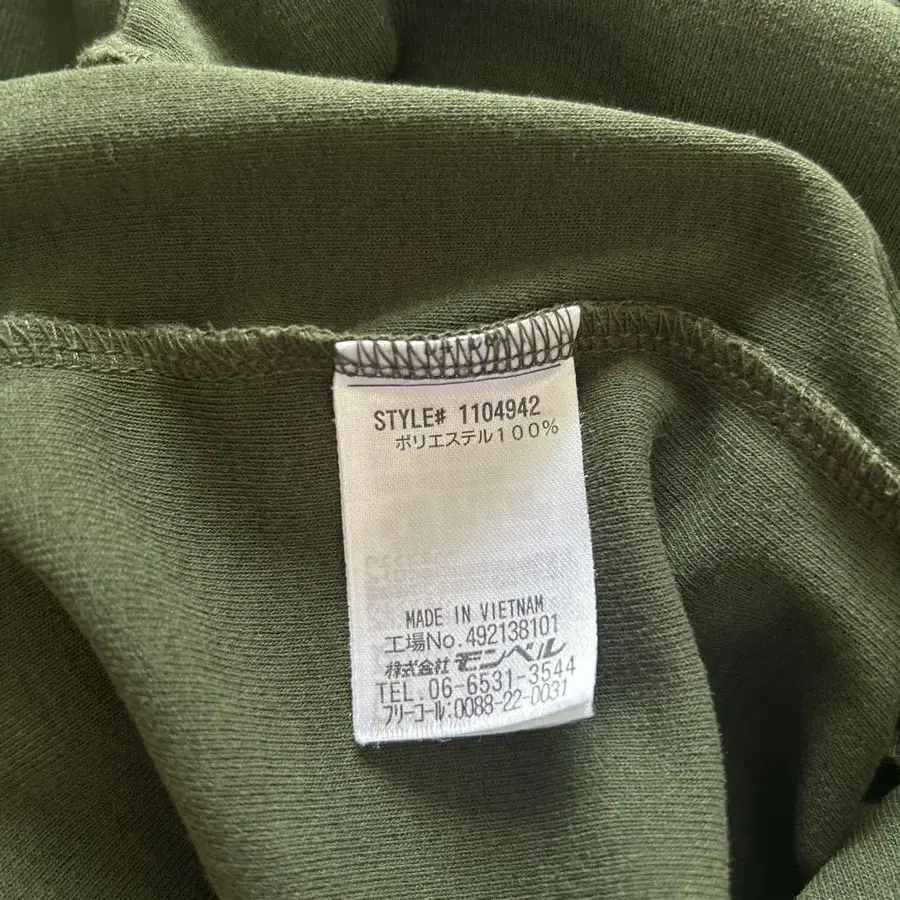 STYLE# 1104942
ポリエステル100%
MADE IN VIETNAM
工場No.492138101
株式会社モンベル
TEL.06-6531-3544
フリーコール:0088-22-0031